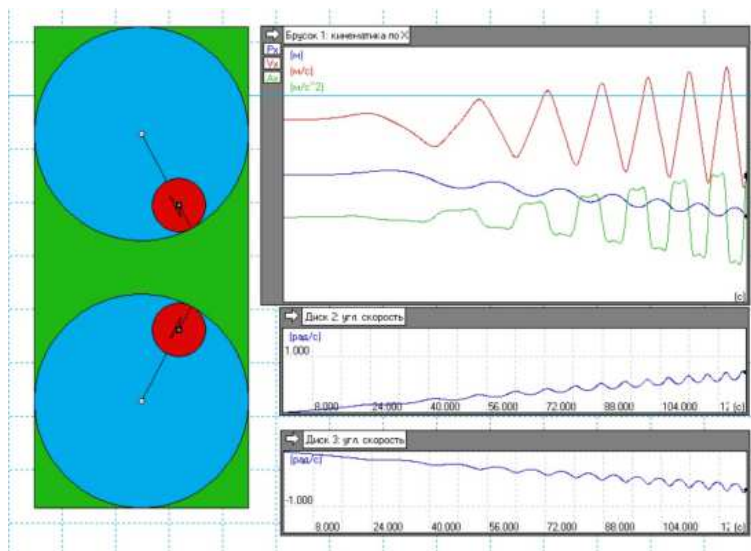 Брусок 1: кинематика по X
Px
Vx
Ax
(м)
(м/с)
(м/с^2)
(с)
Диск 2: угл. скорость
(рад/с)
1.000
8.000 24.000 40.000 56.000 72.000 88.000 104.000 12 (с)
Диск 3: угл. скорость
(рад/с)
-1.000
8.000 24.000 40.000 56.000 72.000 88.000 104.000 12 (с)